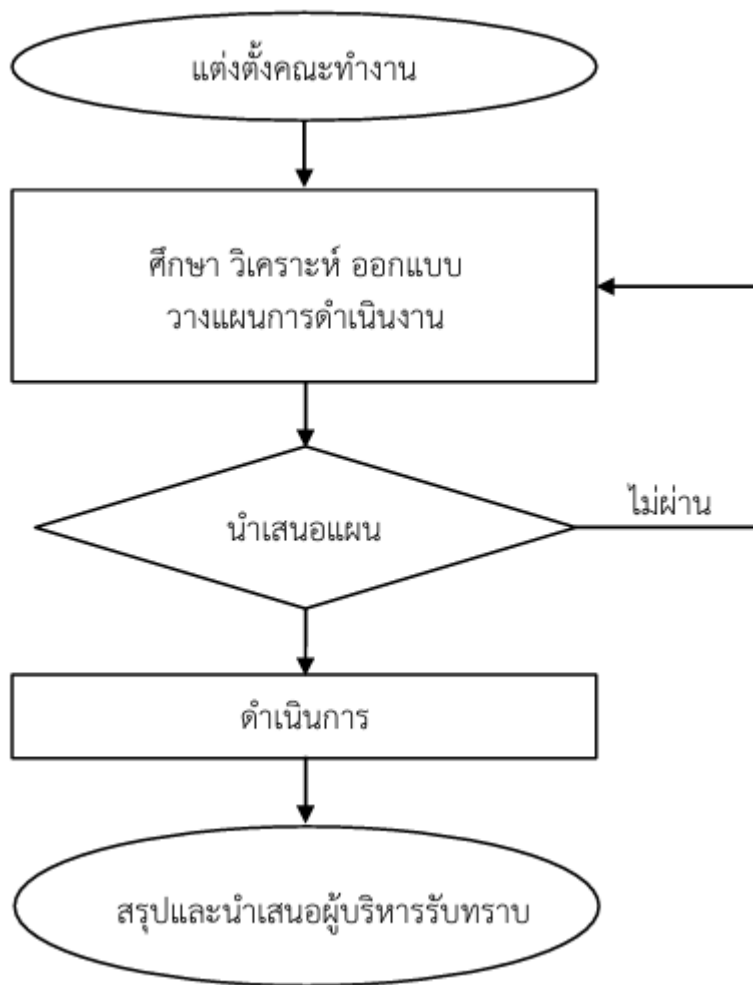 แต่งตั้งคณะทำงาน
ศึกษา วิเคราะห์ ออกแบบ
วางแผนการดำเนินงาน
ไม่ผ่าน
นำเสนอแผน
ดำเนินการ
สรุปและนำเสนอผู้บริหารรับทราบ